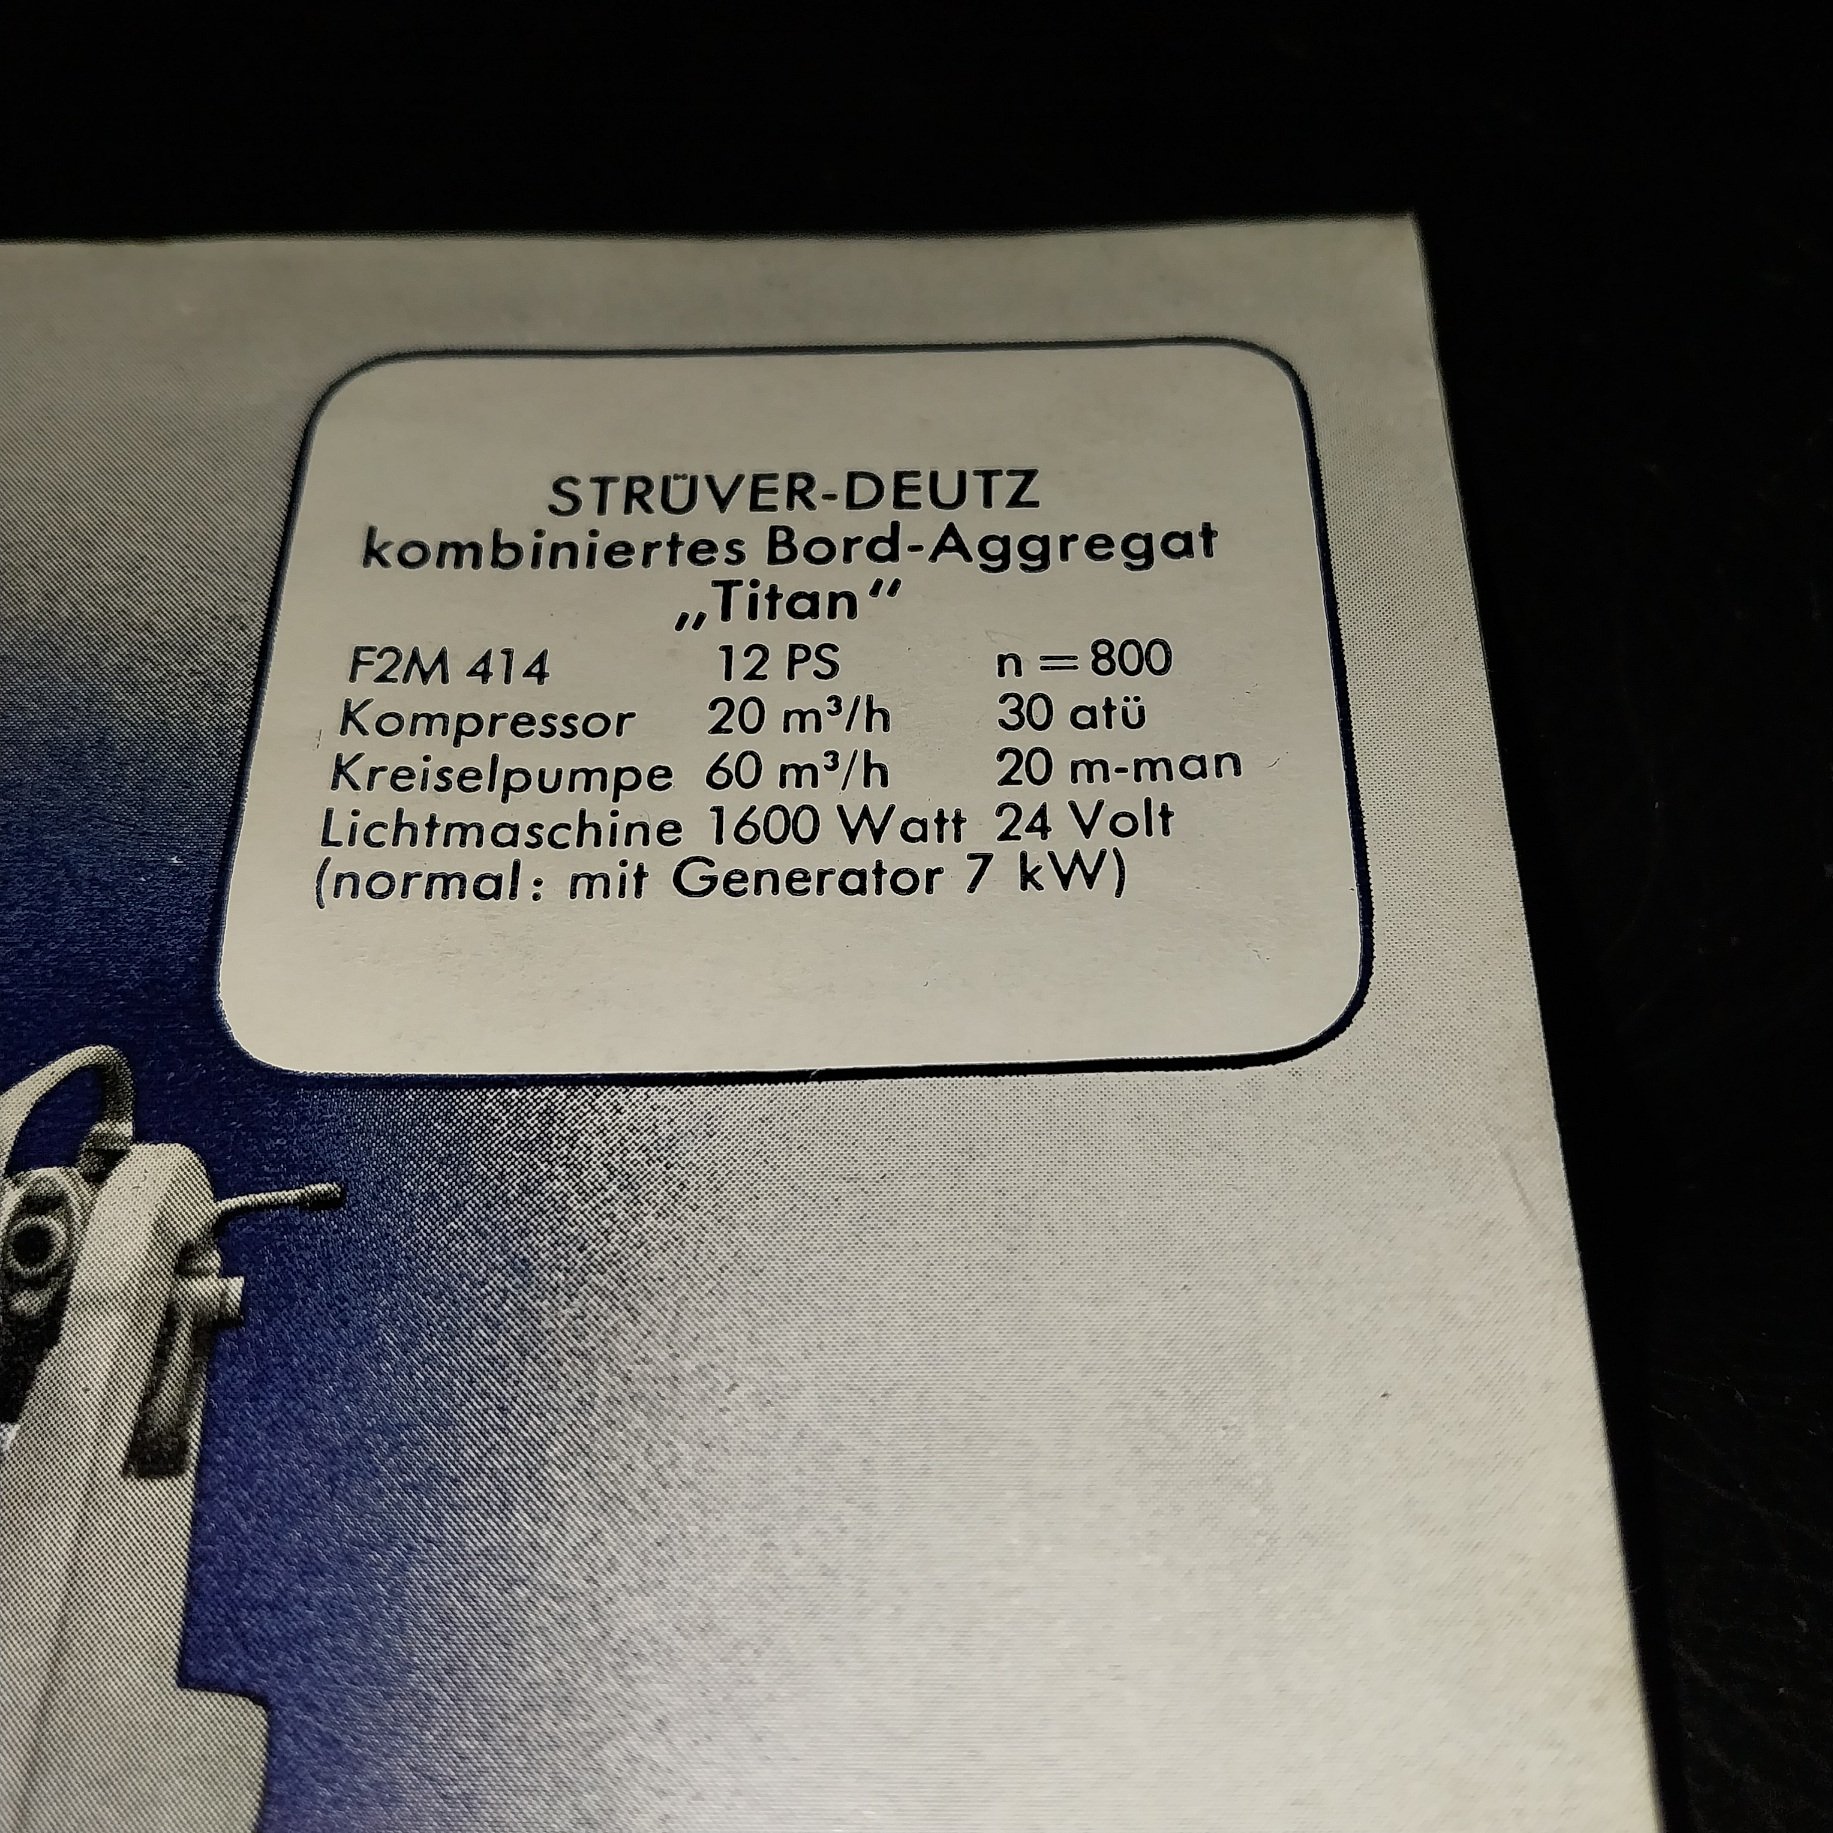 STRÜVER-DEUTZ
kombiniertes Bord-Aggregat
„Titan“
F2M 414 12 PS n = 800
Kompressor 20 m³/h 30 atü
Kreiselpumpe 60 m³/h 20 m-man
Lichtmaschine 1600 Watt 24 Volt
(normal: mit Generator 7 kW)